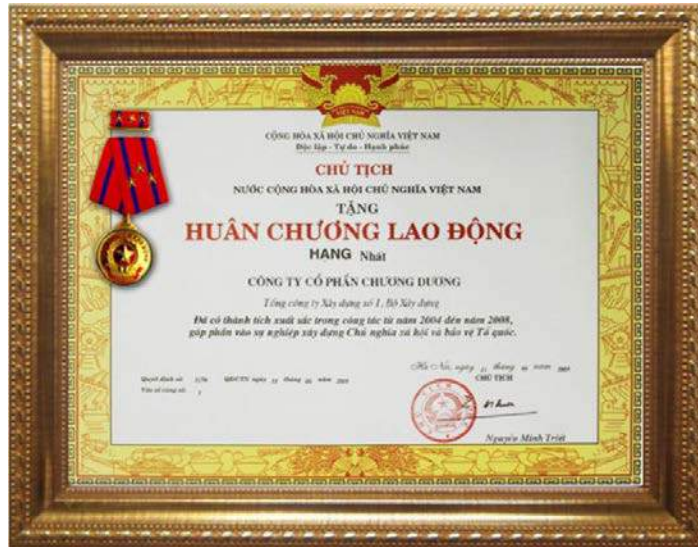 VIỆT NAM
CỘNG HÒA XÃ HỘI CHỦ NGHĨA VIỆT NAM
Độc lập - Tự do - Hạnh phúc
CHỦ TỊCH
NƯỚC CỘNG HÒA XÃ HỘI CHỦ NGHĨA VIỆT NAM
TẶNG
HUÂN CHƯƠNG LAO ĐỘNG
HẠNG Nhất
CÔNG TY CỔ PHẦN CHƯƠNG DƯƠNG
Tổng công ty Xây dựng số 1, Bộ Xây dựng
Đã có thành tích xuất sắc trong công tác từ năm 2004 đến năm 2008,
góp phần vào sự nghiệp xây dựng Chủ nghĩa xã hội và bảo vệ Tổ quốc.
Hà Nội, ngày tháng năm
Quyết định số QĐ/CTN ngày tháng năm
CHỦ TỊCH
Vào sổ vàng số
Nguyễn Minh Triết